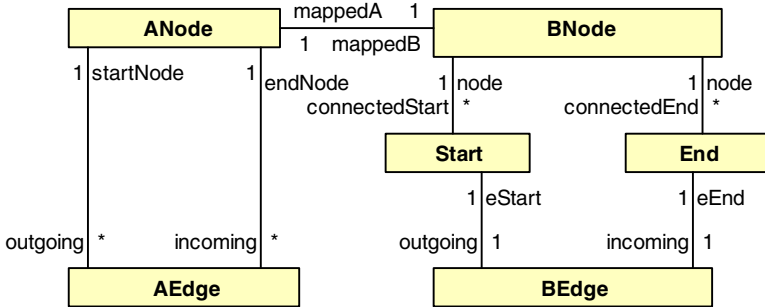 mappedA 1
ANode
BNode
1 mappedB
1 startNode
1 endNode
1 node
1 node
connectedStart *
connectedEnd *
Start
End
1 eStart
1 eEnd
outgoing *
incoming *
outgoing 1
incoming 1
AEdge
BEdge